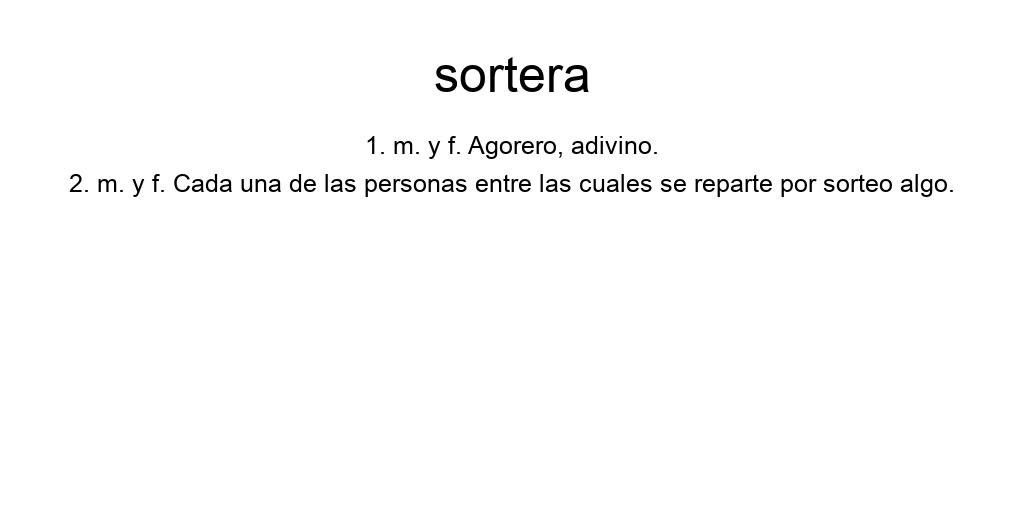 sortera
1. m. y f. Agorero, adivino.
2. m. y f. Cada una de las personas entre las cuales se reparte por sorteo algo.